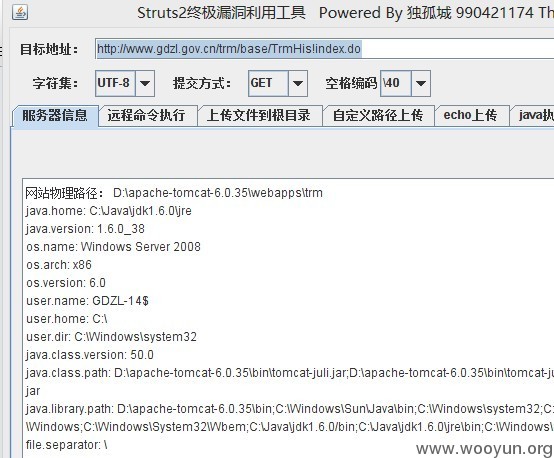 Struts2终极漏洞利用工具 Powered By 独孤城 990421174 Th
目标地址: http://www.gdzl.gov.cn/trm/base/TrmHis!index.do
字符集: UTF-8 提交方式: GET 空格编码 \40
服务器信息 远程命令执行 上传文件到根目录 自定义路径上传 echo上传 java执
网站物理路径: D:\apache-tomcat-6.0.35\webapps\trm
java.home: C:\Java\jdk1.6.0\jre
java.version: 1.6.0_38
os.name: Windows Server 2008
os.arch: x86
os.version: 6.0
user.name: GDZL-14$
user.home: C:\
user.dir: C:\Windows\system32
java.class.version: 50.0
java.class.path: D:\apache-tomcat-6.0.35\bin\tomcat-juli.jar;D:\apache-tomcat-6.0.35\bin\tomcat-ju
jar
java.library.path: D:\apache-tomcat-6.0.35\bin;C:\Windows\Sun\Java\bin;C:\Windows\system32;C:
\Windows;C:\Windows\System32\Wbem;C:\Java\jdk1.6.0/bin;C:\Java\jdk1.6.0\jre\bin;C:\Windows
file.separator: \
www.wooyun.org